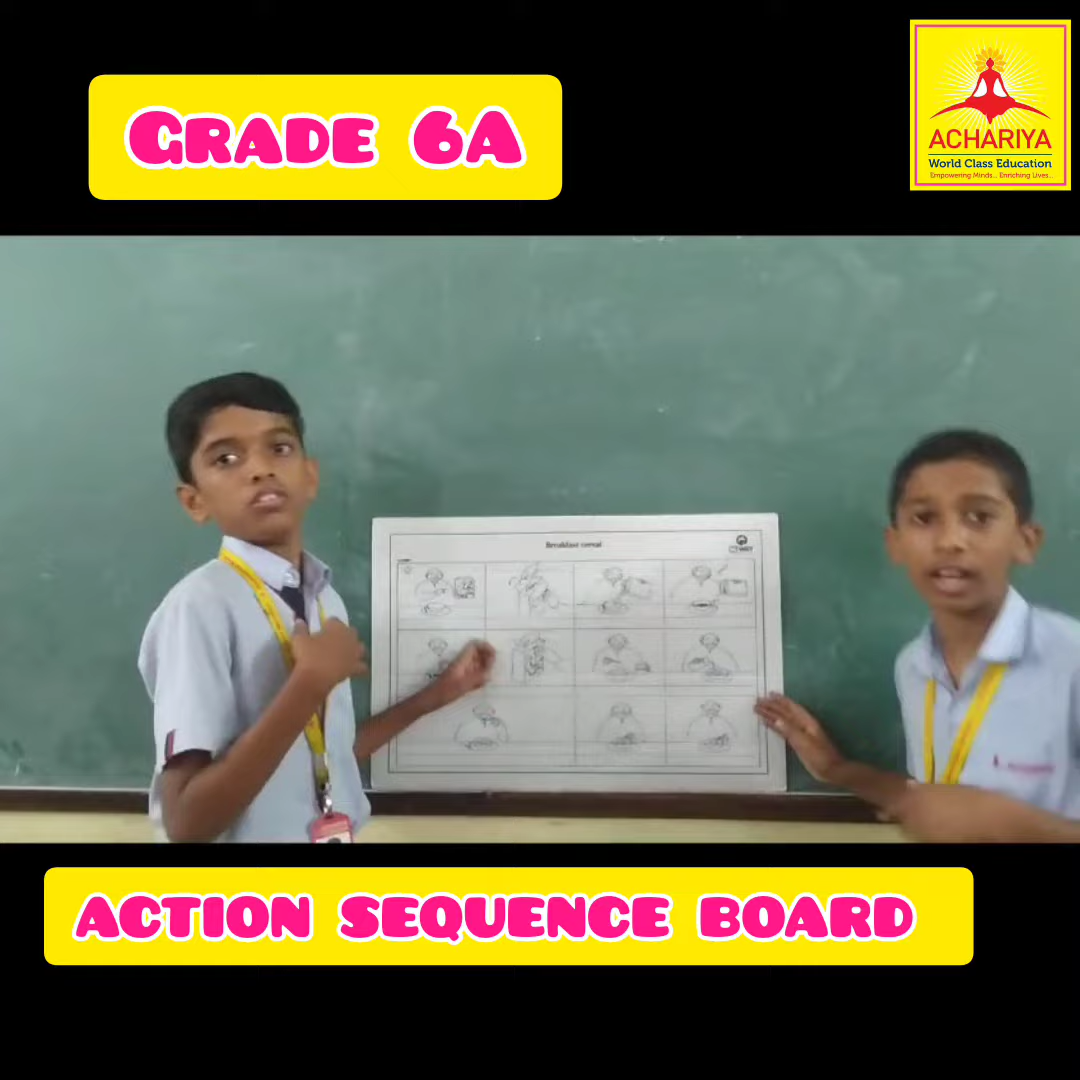 GRADE 6A
ACHARIYA
World Class Education
Empowering Minds... Enriching Lives...
Breakfast cereal
ACTION SEQUENCE BOARD